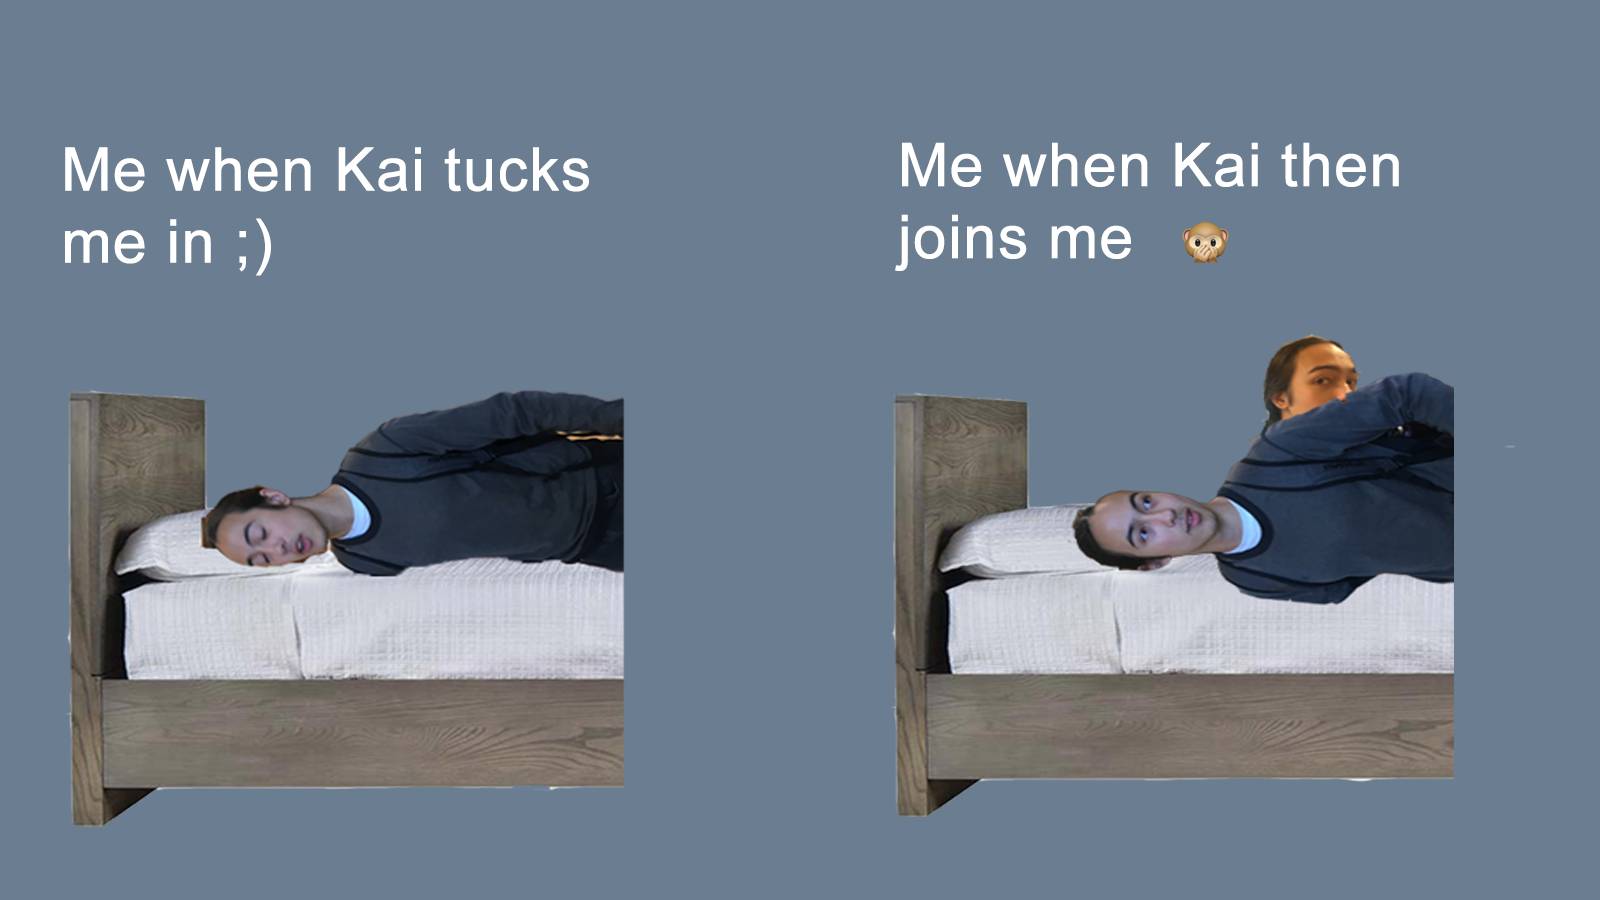 Me when Kai tucks
me in ;)
Me when Kai then
joins me 🙊